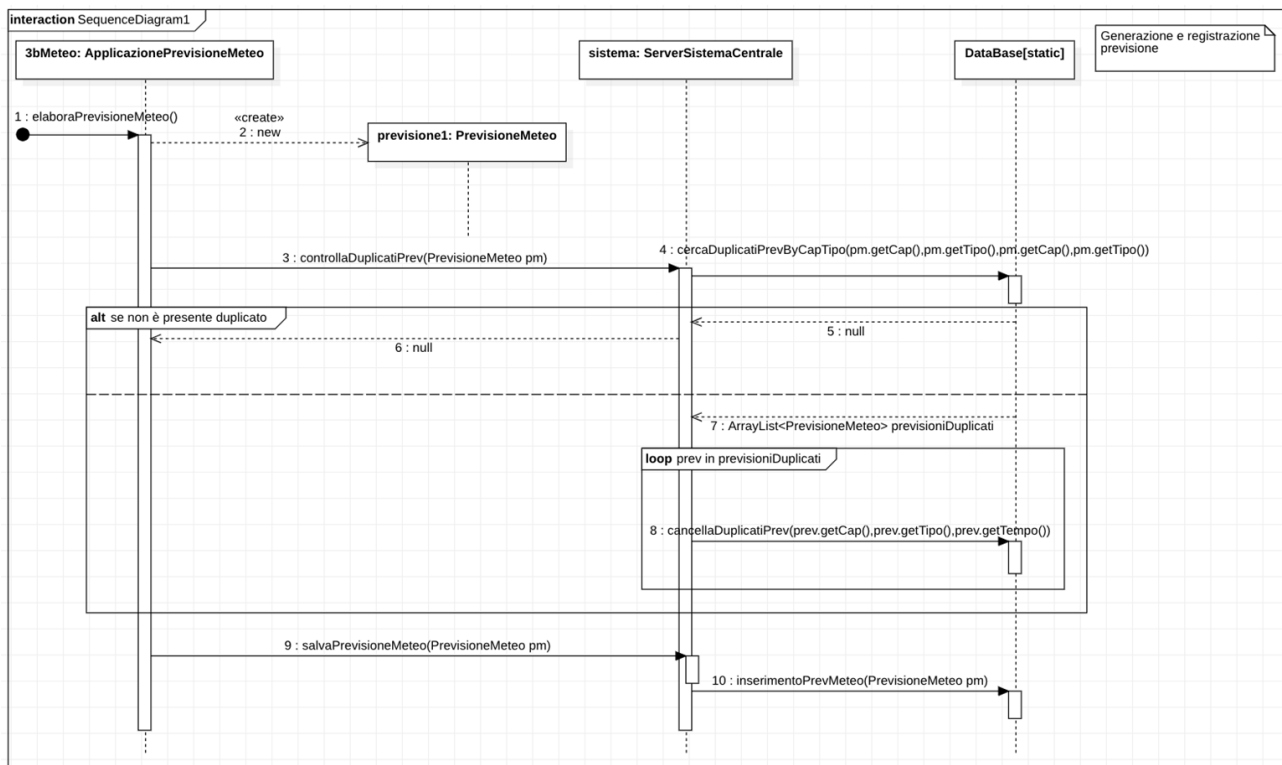 interaction SequenceDiagram1
3bMeteo: ApplicazionePrevisioneMeteo
sistema: ServerSistemaCentrale
DataBase[static]
Generazione e registrazione
previsione
1 : elaboraPrevisioneMeteo()
«create»
2 : new
previsione1: PrevisioneMeteo
3 : controllaDuplicatiPrev(PrevisioneMeteo pm)
4 : cercaDuplicatiPrevByCapTipo(pm.getCap(),pm.getTipo(),pm.getCap(),pm.getTipo())
alt se non è presente duplicato
5 : null
6 : null
7 : ArrayList<PrevisioneMeteo> previsioniDuplicati
loop prev in previsioniDuplicati
8 : cancellaDuplicatiPrev(prev.getCap(),prev.getTipo(),prev.getTempo())
9 : salvaPrevisioneMeteo(PrevisioneMeteo pm)
10 : inserimentoPrevMeteo(PrevisioneMeteo pm)